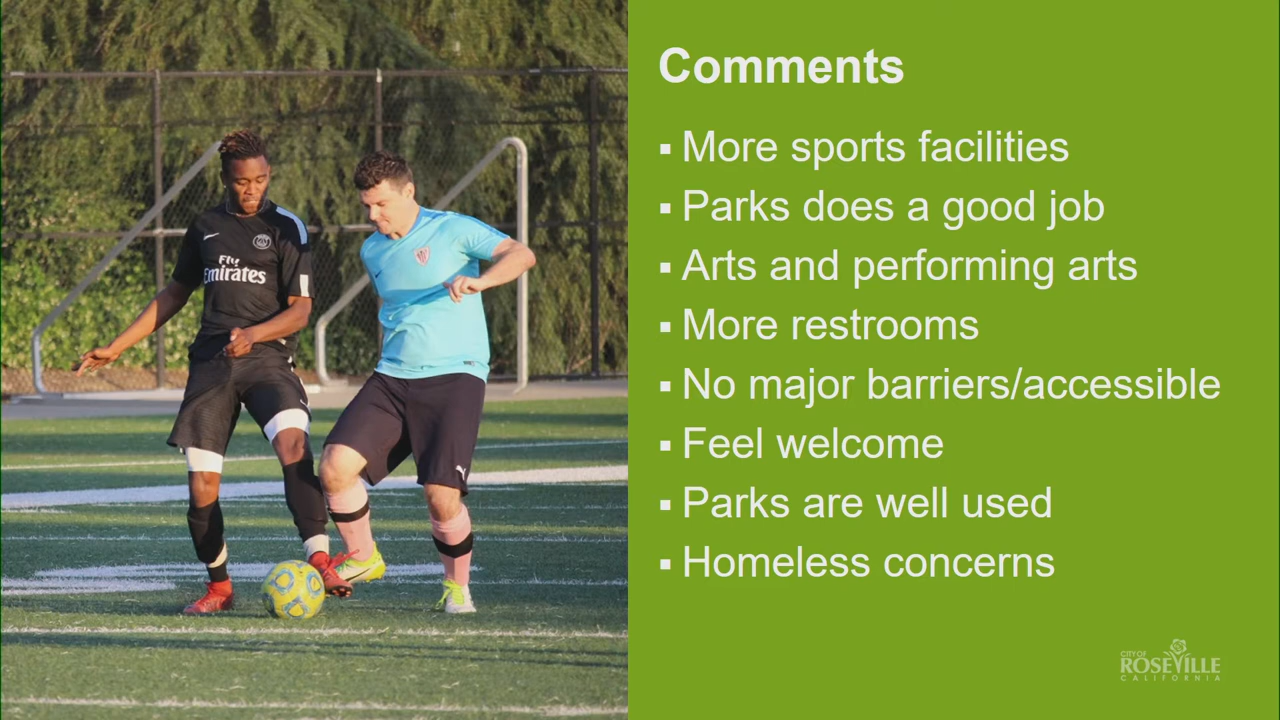 Fly
Emirates
Comments
▪ More sports facilities
▪ Parks does a good job
▪ Arts and performing arts
▪ More restrooms
▪ No major barriers/accessible
▪ Feel welcome
▪ Parks are well used
▪ Homeless concerns
CITY OF
ROSEVILLE
CALIFORNIA